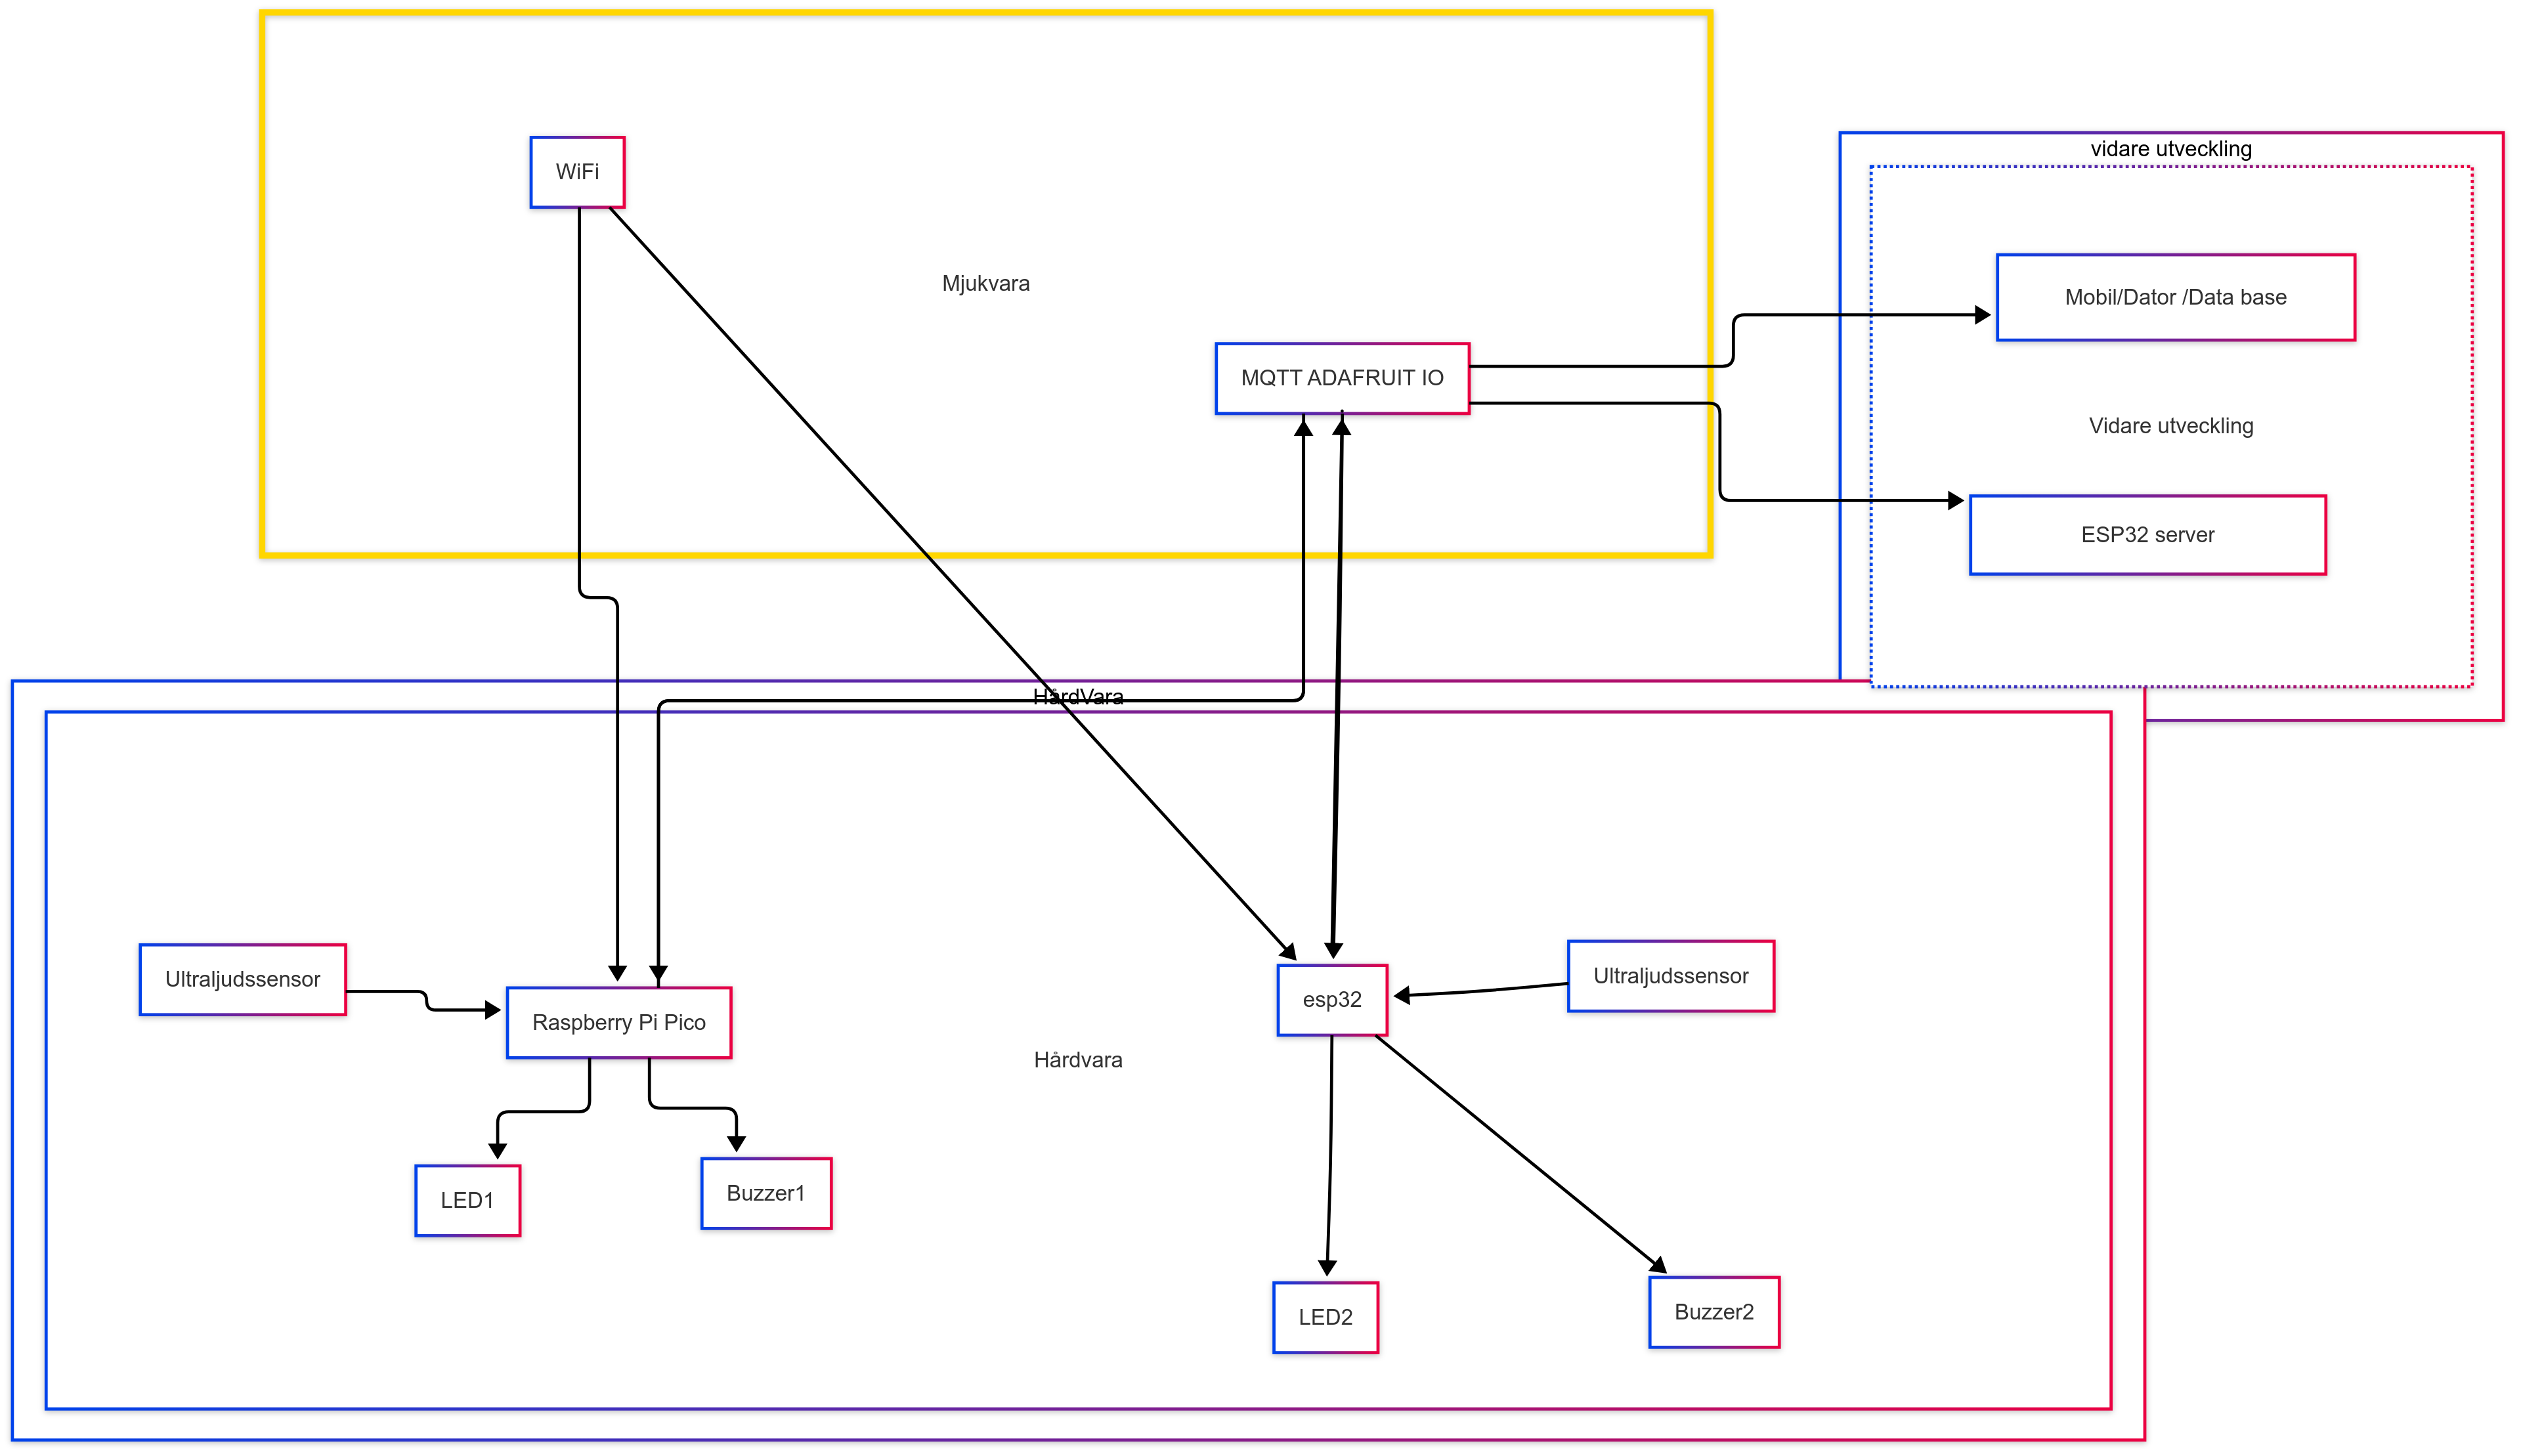 vidare utveckling
WiFi
Mjukvara
Mobil/Dator /Data base
MQTT ADAFRUIT IO
Vidare utveckling
ESP32 server
HårdVara
Ultraljudssensor
Raspberry Pi Pico
esp32
Ultraljudssensor
Hårdvara
LED1
Buzzer1
LED2
Buzzer2